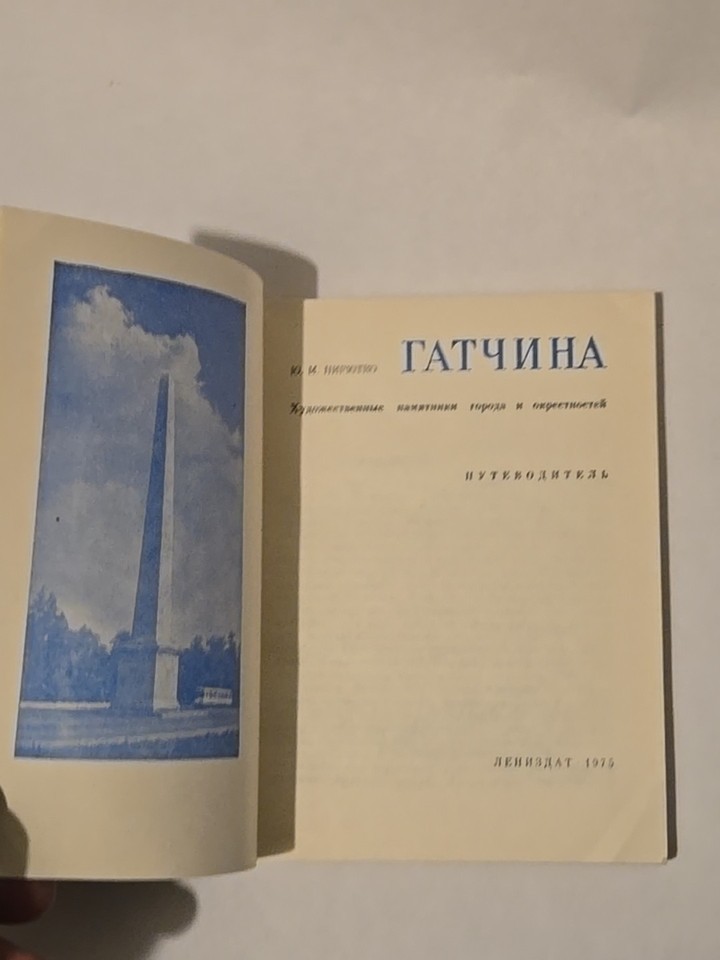 Ю. И. ПИРЮТКО ГАТЧИНА
Художественные памятники города и окрестностей
ПУТЕВОДИТЕЛЬ
ЛЕНИЗДАТ 1975